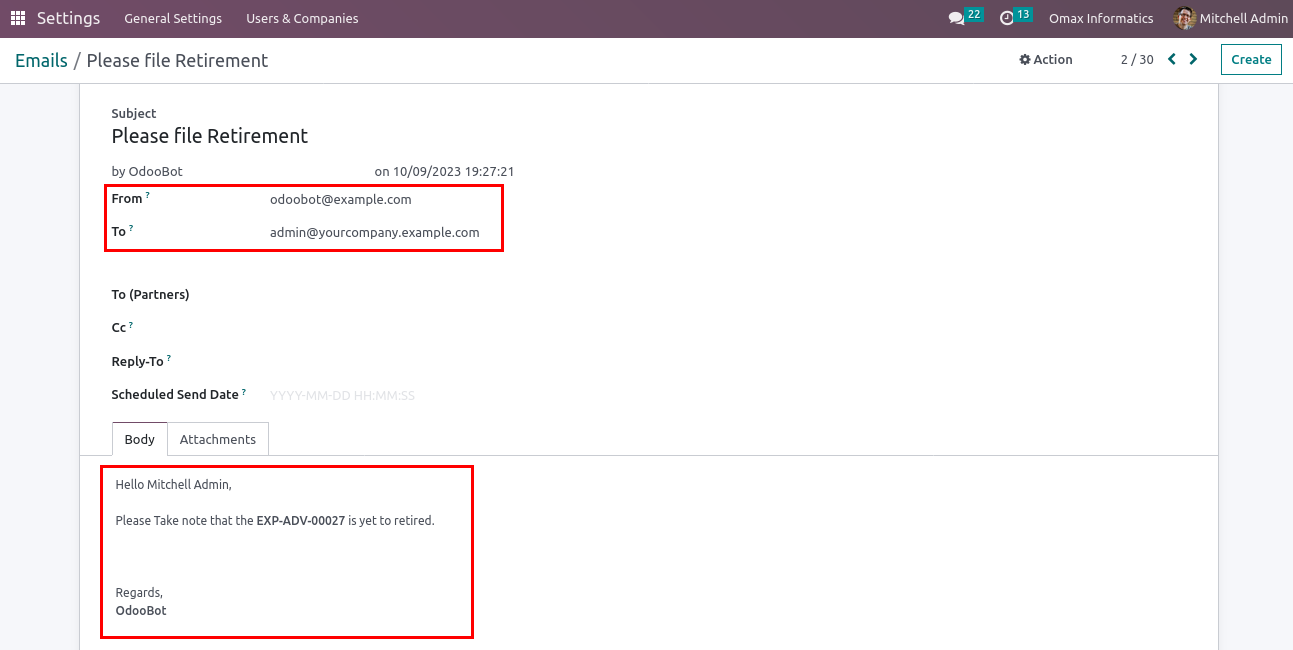 Settings General Settings Users & Companies 22 13 Omax Informatics Mitchell Admin
Emails / Please file Retirement Action 2 / 30 Create
Subject
Please file Retirement
by OdooBot on 10/09/2023 19:27:21
From ? odoobot@example.com
To ? admin@yourcompany.example.com
To (Partners)
Cc ?
Reply-To ?
Scheduled Send Date ? YYYY-MM-DD HH:MM:SS
Body Attachments
Hello Mitchell Admin,
Please Take note that the EXP-ADV-00027 is yet to retired.
Regards,
OdooBot